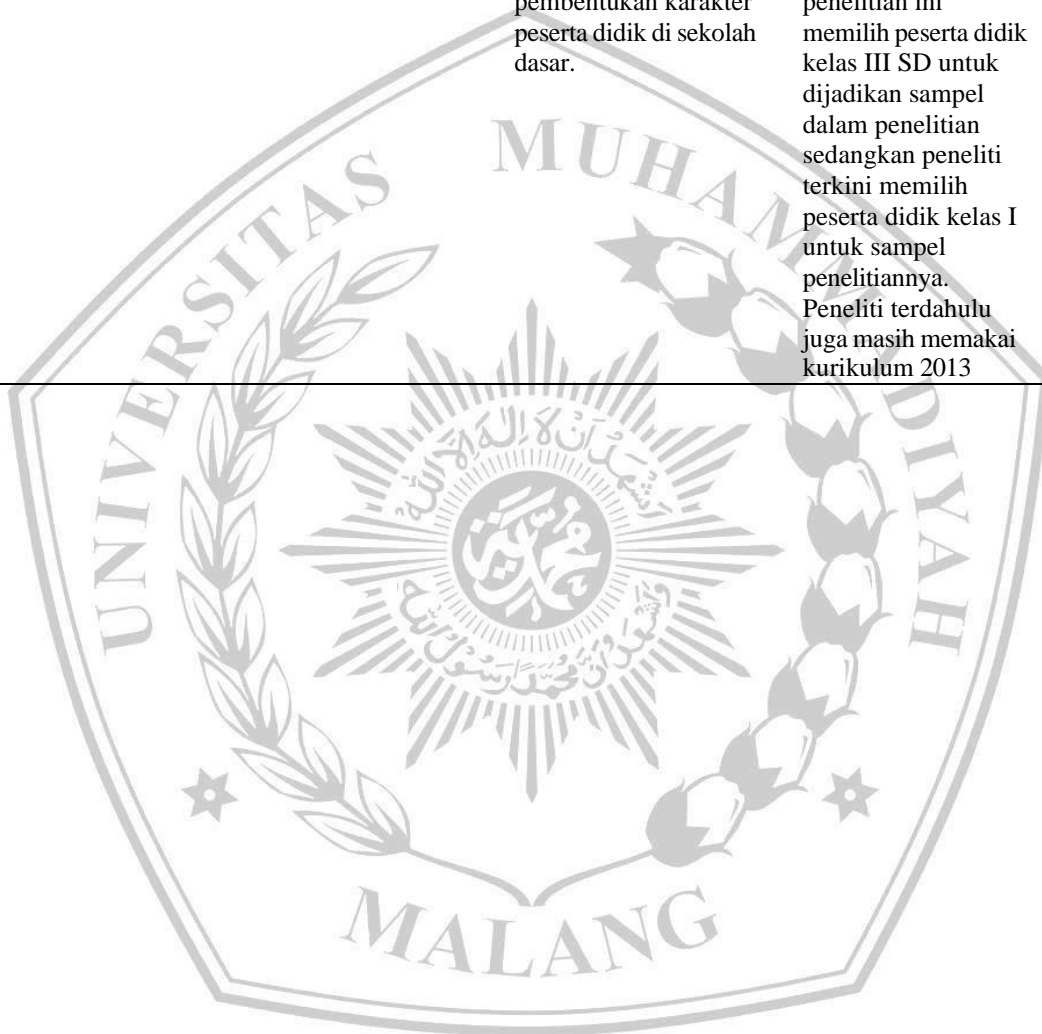 pembentukan karakter
peserta didik di sekolah
dasar.
penelitian ini
memilih peserta didik
kelas III SD untuk
dijadikan sampel
dalam penelitian
sedangkan peneliti
terkini memilih
peserta didik kelas I
untuk sampel
penelitiannya.
Peneliti terdahulu
juga masih memakai
kurikulum 2013
UNIVERSITAS MUHAMMADIYAH
MALANG